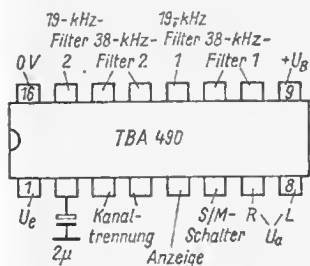 19-kHz- 19-kHz-
Filter 38-kHz- Filter 38-kHz-
0V 2 Filter 2 1 Filter 1 +U_B
16 9
TBA 490
1 8
U_e Kanal- S/M- R L
trennung Schalter U_a
2µ Anzeige